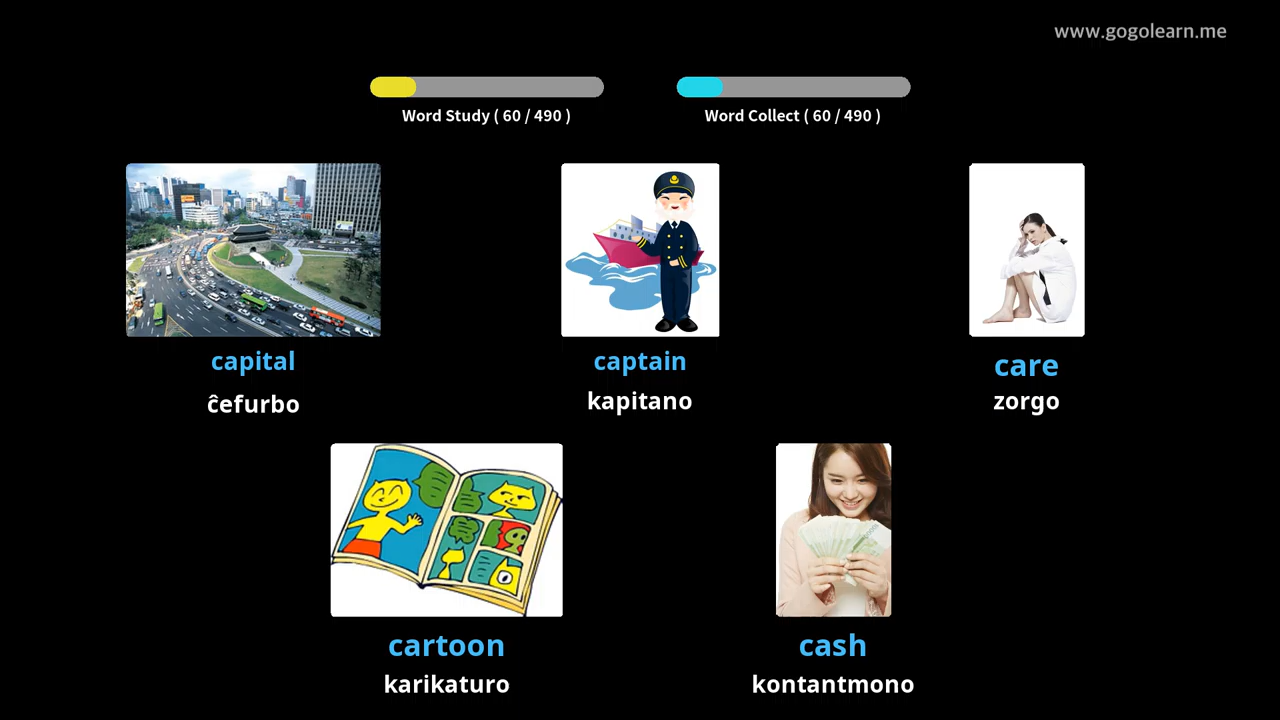 www.gogolearn.me
Word Study ( 60 / 490 )
Word Collect ( 60 / 490 )
capital
ĉefurbo
captain
kapitano
care
zorgo
cartoon
karikaturo
cash
kontantmono